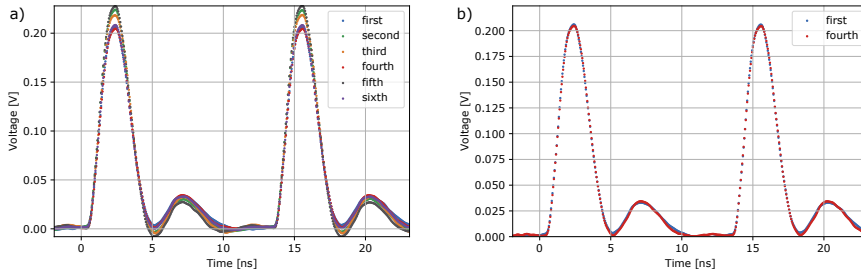 a)
0.20
0.15
0.10
0.05
0.00
Voltage [V]
0
5
10
15
20
Time [ns]
first
second
third
fourth
fifth
sixth
b)
0.200
0.175
0.150
0.125
0.100
0.075
0.050
0.025
0.000
Voltage [V]
0
5
10
15
20
Time [ns]
first
fourth